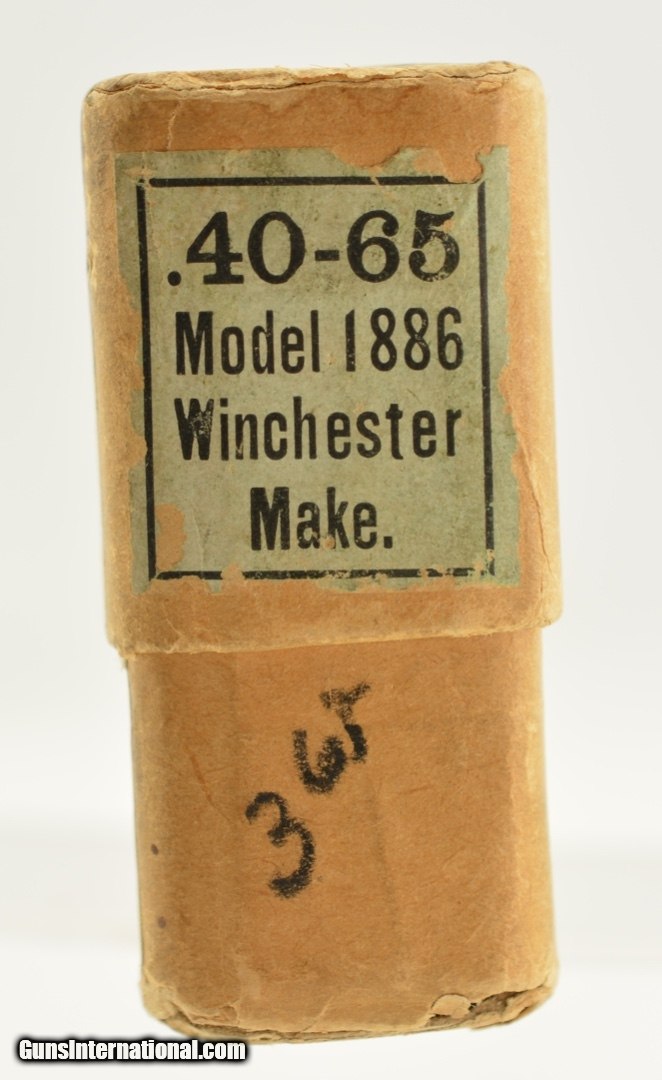 .40-65
Model 1886
Winchester
Make.
GunsInternational.com